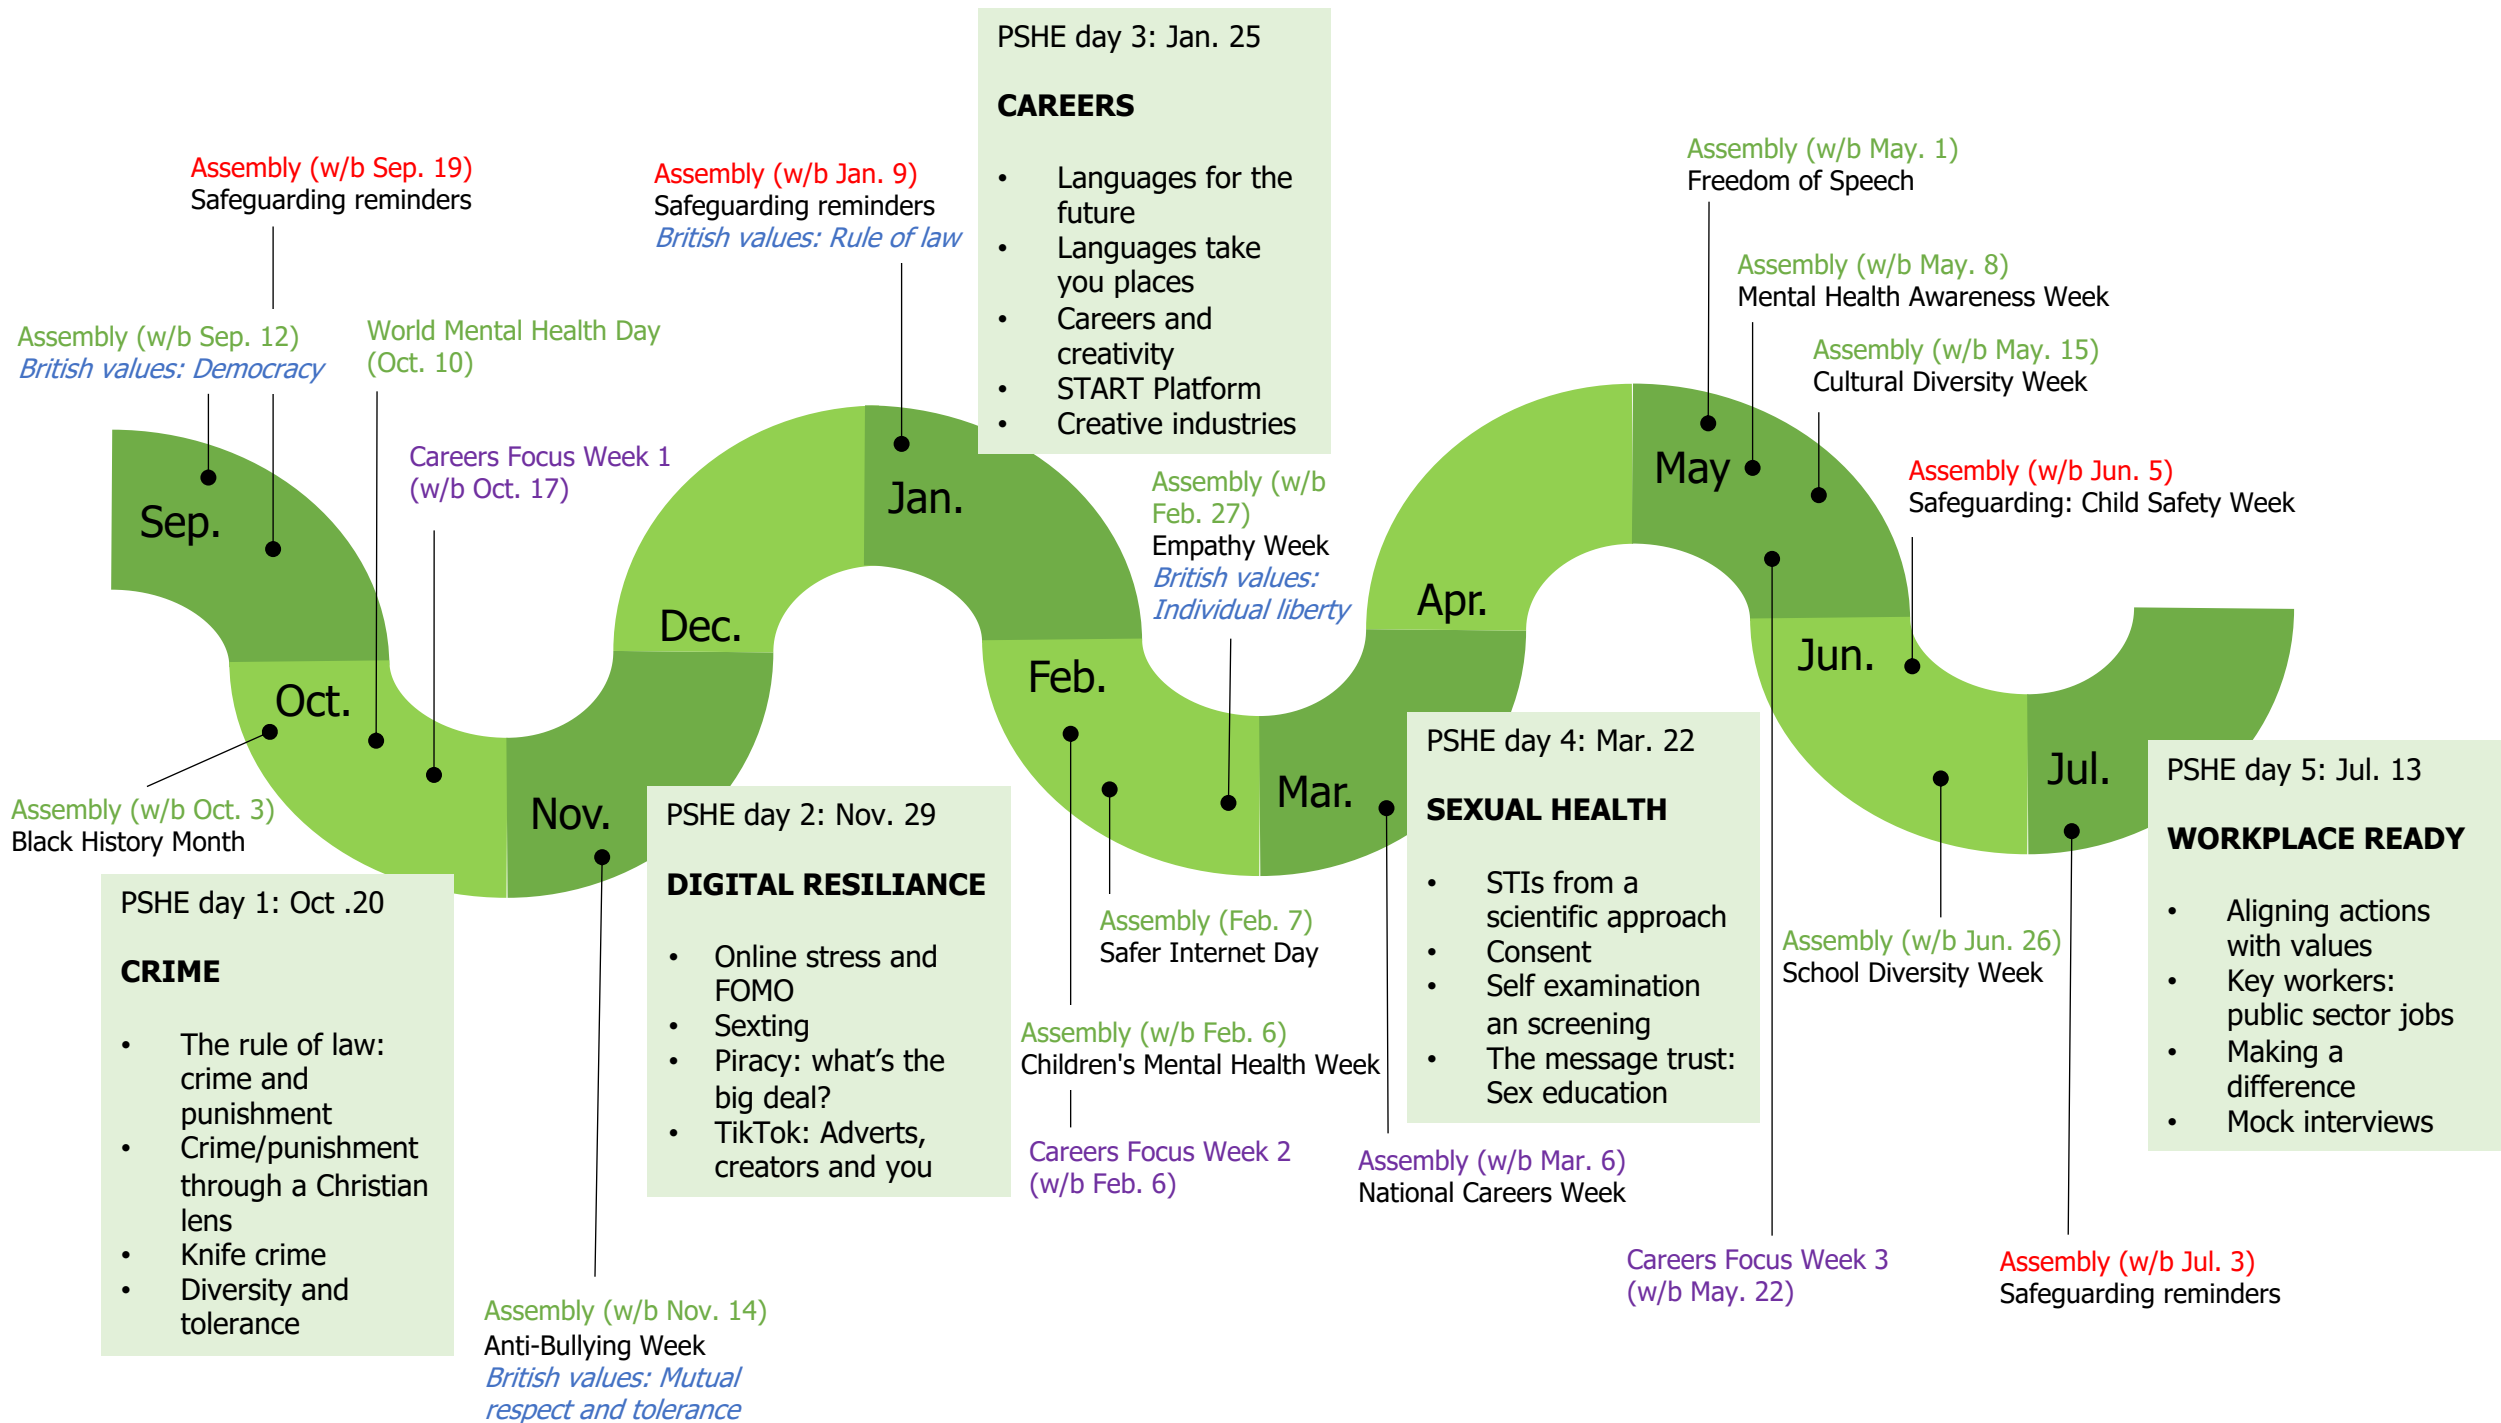 PSHE day 3: Jan. 25
CAREERS
• Languages for the
future
• Languages take
you places
• Careers and
creativity
• START Platform
• Creative industries
Assembly (w/b Sep. 19)
Safeguarding reminders
Assembly (w/b Jan. 9)
Safeguarding reminders
British values: Rule of law
Assembly (w/b May. 1)
Freedom of Speech
Assembly (w/b May. 8)
Mental Health Awareness Week
Assembly (w/b May. 15)
Cultural Diversity Week
Assembly (w/b Sep. 12)
British values: Democracy
World Mental Health Day
(Oct. 10)
Careers Focus Week 1
(w/b Oct. 17)
Assembly (w/b
Feb. 27)
Empathy Week
British values:
Individual liberty
Assembly (w/b Jun. 5)
Safeguarding: Child Safety Week
Sep.
Oct.
Nov.
Dec.
Jan.
Feb.
Mar.
Apr.
May
Jun.
Jul.
Assembly (w/b Oct. 3)
Black History Month
PSHE day 1: Oct .20
CRIME
• The rule of law:
crime and
punishment
• Crime/punishment
through a Christian
lens
• Knife crime
• Diversity and
tolerance
Assembly (w/b Nov. 14)
Anti-Bullying Week
British values: Mutual
respect and tolerance
PSHE day 2: Nov. 29
DIGITAL RESILIANCE
• Online stress and
FOMO
• Sexting
• Piracy: what’s the
big deal?
• TikTok: Adverts,
creators and you
Assembly (Feb. 7)
Safer Internet Day
Assembly (w/b Feb. 6)
Children's Mental Health Week
Careers Focus Week 2
(w/b Feb. 6)
Assembly (w/b Mar. 6)
National Careers Week
PSHE day 4: Mar. 22
SEXUAL HEALTH
• STIs from a
scientific approach
• Consent
• Self examination
an screening
• The message trust:
Sex education
Careers Focus Week 3
(w/b May. 22)
Assembly (w/b Jun. 26)
School Diversity Week
Assembly (w/b Jul. 3)
Safeguarding reminders
PSHE day 5: Jul. 13
WORKPLACE READY
• Aligning actions
with values
• Key workers:
public sector jobs
• Making a
difference
• Mock interviews